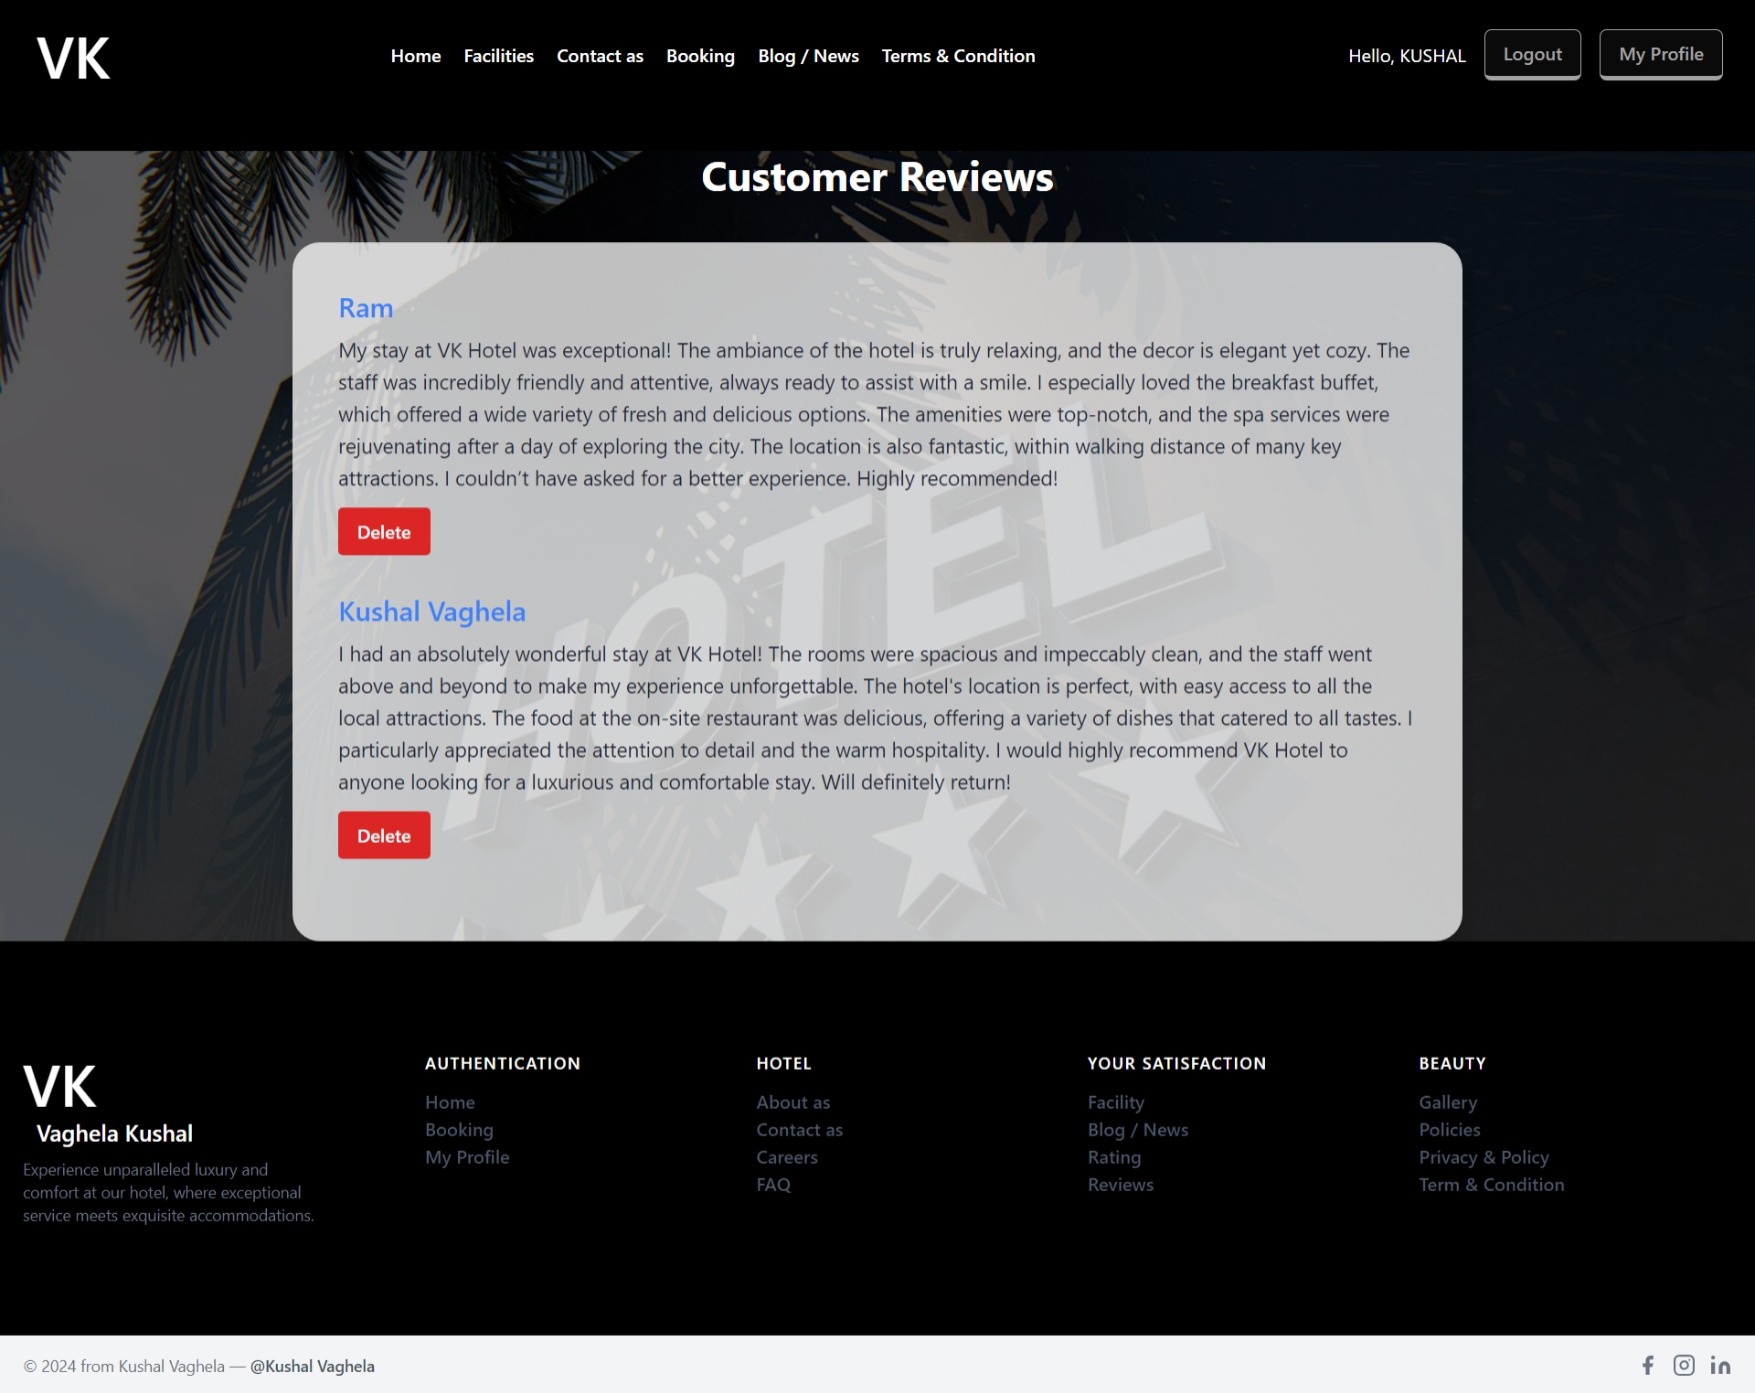 VK
Home Facilities Contact as Booking Blog / News Terms & Condition
Hello, KUSHAL Logout My Profile
Customer Reviews
Ram
My stay at VK Hotel was exceptional! The ambiance of the hotel is truly relaxing, and the decor is elegant yet cozy. The
staff was incredibly friendly and attentive, always ready to assist with a smile. I especially loved the breakfast buffet,
which offered a wide variety of fresh and delicious options. The amenities were top-notch, and the spa services were
rejuvenating after a day of exploring the city. The location is also fantastic, within walking distance of many key
attractions. I couldn’t have asked for a better experience. Highly recommended!
Delete
Kushal Vaghela
I had an absolutely wonderful stay at VK Hotel! The rooms were spacious and impeccably clean, and the staff went
above and beyond to make my experience unforgettable. The hotel's location is perfect, with easy access to all the
local attractions. The food at the on-site restaurant was delicious, offering a variety of dishes that catered to all tastes. I
particularly appreciated the attention to detail and the warm hospitality. I would highly recommend VK Hotel to
anyone looking for a luxurious and comfortable stay. Will definitely return!
Delete
HOTEL
VK
Vaghela Kushal
Experience unparalleled luxury and
comfort at our hotel, where exceptional
service meets exquisite accommodations.
AUTHENTICATION
Home
Booking
My Profile
HOTEL
About as
Contact as
Careers
FAQ
YOUR SATISFACTION
Facility
Blog / News
Rating
Reviews
BEAUTY
Gallery
Policies
Privacy & Policy
Term & Condition
© 2024 from Kushal Vaghela — @Kushal Vaghela